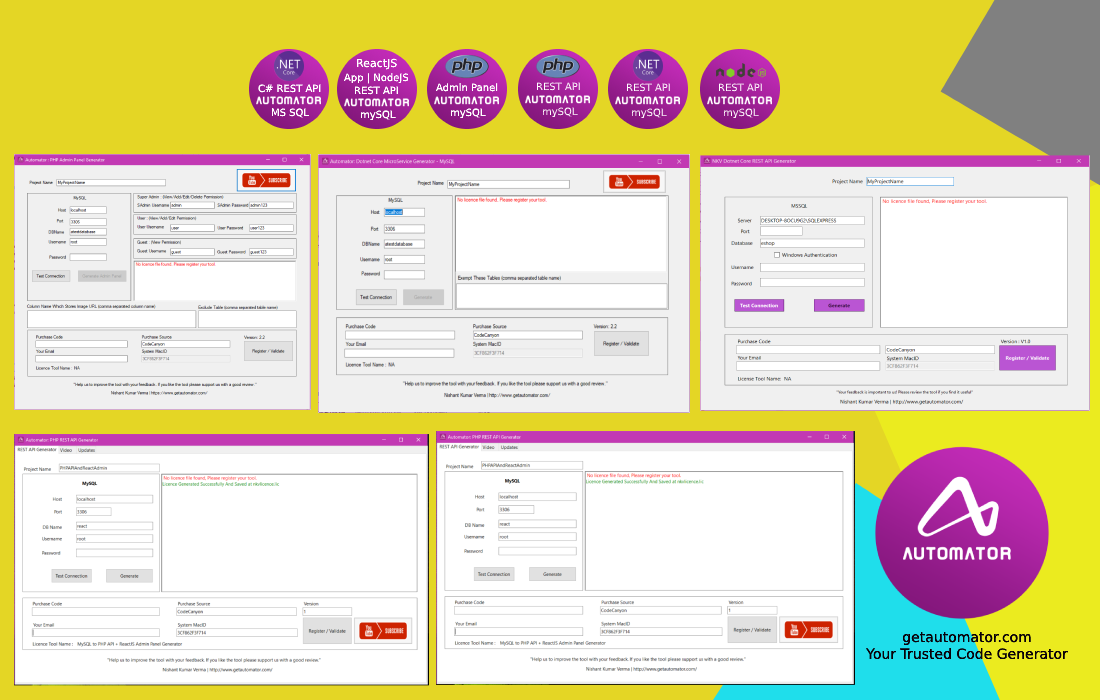 .NET
Core
C# REST API
AUTOMATOR
MS SQL
ReactJS
App | NodeJS
REST API
AUTOMATOR
mySQL
php
Admin Panel
AUTOMATOR
mySQL
php
REST API
AUTOMATOR
mySQL
.NET
Core
REST API
AUTOMATOR
mySQL
node
REST API
AUTOMATOR
mySQL
Automator: PHP Admin Panel Generator
Project Name MyProjectName
You Tube SUBSCRIBE
MySQL
Host localhost
Port 3306
DBName atestdatabase
Username root
Password
Test Connection Generate Admin Panel
Super Admin : (View/Add/Edit/Delete Permission)
SAdmin Username sadmin SAdmin Password sadmin123
User : (View/Add/Edit Permission)
User Username user User Password user123
Guest : (View Permission)
Guest Username guest Guest Password guest123
No licence file found. Please register your tool.
Column Name Which Stores Image URL (comma separated column name) Exclude Table (comma separated table name)
Purchase Code Purchase Source Version: 2.2
CodeCanyon
Your Email System MacID Register / Validate
3CF862F3F714
Licence Tool Name : NA
"Help us to improve the tool with your feedback. If you like the tool please support us with a good review."
Nishant Kumar Verma | https://www.getautomator.com/
Automator: Dotnet Core MicroService Generator - MySQL
Project Name MyProjectName
You Tube SUBSCRIBE
MySQL
Host localhost
Port 3306
DBName atestdatabase
Username root
Password
Test Connection Generate
No licence file found. Please register your tool.
Exempt These Tables (comma separated table name)
Purchase Code Purchase Source Version: 2.2
CodeCanyon
Your Email System MacID Register / Validate
3CF862F3F714
Licence Tool Name : NA
"Help us to improve the tool with your feedback. If you like the tool please support us with a good review."
Nishant Kumar Verma | http://www.getautomator.com/
NKV Dotnet Core REST API Generator
Project Name MyProjectName
MSSQL
Server DESKTOP-8OCU9G2\SQLEXPRESS
Port
Database eshop
Windows Authentication
Username
Password
Test Connection Generate
No licence file found. Please register your tool.
Purchase Code Version : V1.0
CodeCanyon
Your Email System MacID Register / Validate
3CF862F3F714
License Tool Name: NA
"Your feedback is important to us! Please review the tool if you find it useful"
Nishant Kumar Verma | http://www.getautomator.com/
Automator: PHP REST API Generator
REST API Generator Video Updates
Project Name PHPAPIAndReactAdmin
MySQL
Host localhost
Port 3306
DB Name react
Username root
Password
Test Connection Generate
No licence file found, Please register your tool.
Licence Generated Successfully And Saved at nkvlicence.lic
Purchase Code Purchase Source Version
CodeCanyon 1
Your Email System MacID Register / Validate
3CF862F3F714
You Tube SUBSCRIBE
Licence Tool Name : MySQL to PHP API + ReactJS Admin Panel Generator
"Help us to improve the tool with your feedback. If you like the tool please support us with a good review."
Nishant Kumar Verma | http://www.getautomator.com/
Automator: PHP REST API Generator
REST API Generator Video Updates
Project Name PHPAPIAndReactAdmin
MySQL
Host localhost
Port 3306
DB Name react
Username root
Password
Test Connection Generate
No licence file found, Please register your tool.
Licence Generated Successfully And Saved at nkvlicence.lic
Purchase Code Purchase Source Version
CodeCanyon 1
Your Email System MacID Register / Validate
3CF862F3F714
You Tube SUBSCRIBE
Licence Tool Name : MySQL to PHP API + ReactJS Admin Panel Generator
"Help us to improve the tool with your feedback. If you like the tool please support us with a good review."
Nishant Kumar Verma | http://www.getautomator.com/
AUTOMATOR
getautomator.com
Your Trusted Code Generator